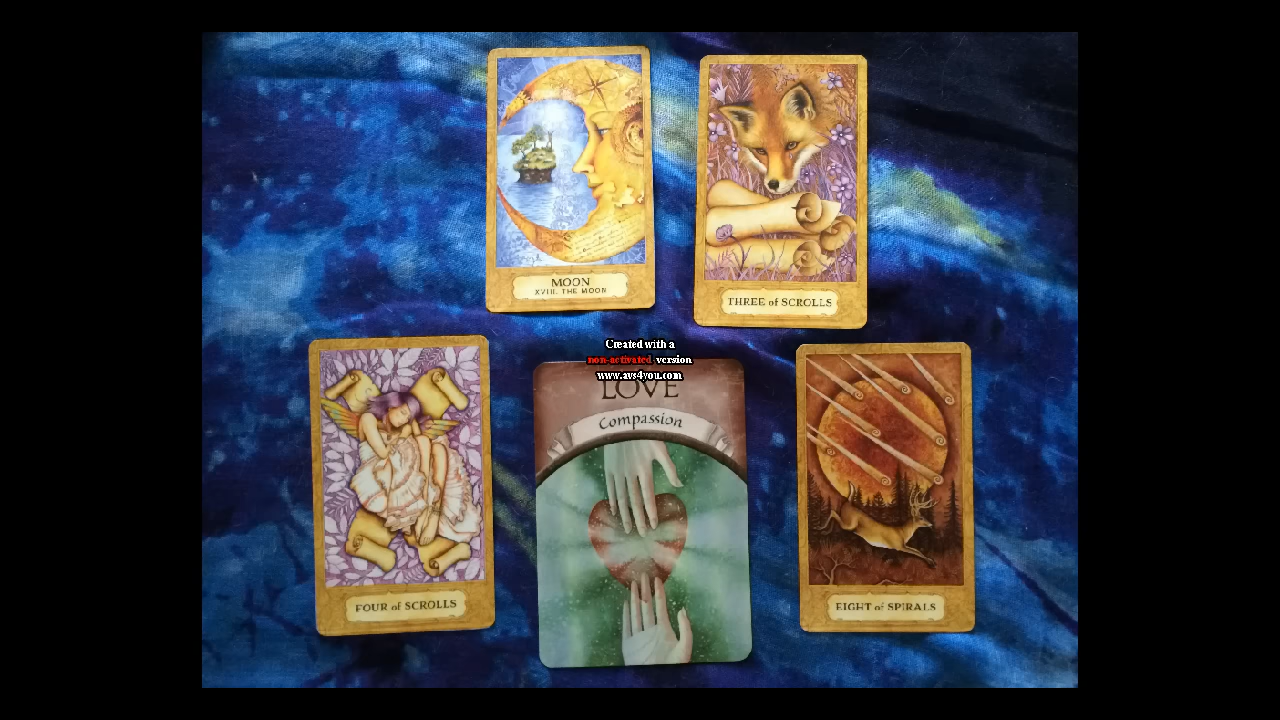 MOON
XVIII. THE MOON
THREE of SCROLLS
Created with a
non-activated version
www.avs4you.com
LOVE
Compassion
FOUR of SCROLLS
EIGHT of SPIRALS